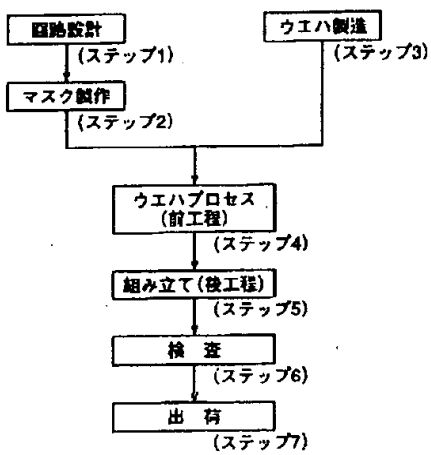 回路設計
(ステップ1)
ウエハ製造
(ステップ3)
マスク製作
(ステップ2)
ウエハプロセス
(前工程)
(ステップ4)
組み立て(後工程)
(ステップ5)
検 査
(ステップ6)
出 荷
(ステップ7)